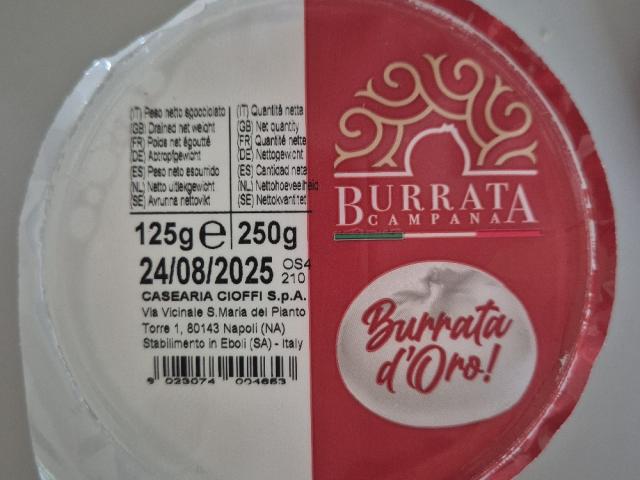 (IT) Peso netto sgocciolato
(GB) Drained net weight
(FR) Poids net égoutté
(DE) Abtropfgewicht
(ES) Peso neto escurrido
(NL) Netto uitlekgewicht
(SE) Avrunna nettovikt
125g e
(IT) Quantità netta
(GB) Net quantity
(FR) Quantité nette
(DE) Nettogewicht
(ES) Cantidad neta
(NL) Nettohoeveelheid
(SE) Nettokvantitet
250g
24/08/2025 OS4
210
CASEARIA CIOFFI S.p.A.
Via Vicinale S.Maria del Pianto
Torre 1, 80143 Napoli (NA)
Stabilimento in Eboli (SA) - Italy
9 023074 004653
BURRATA
CAMPANA
Burrata
d'Oro!